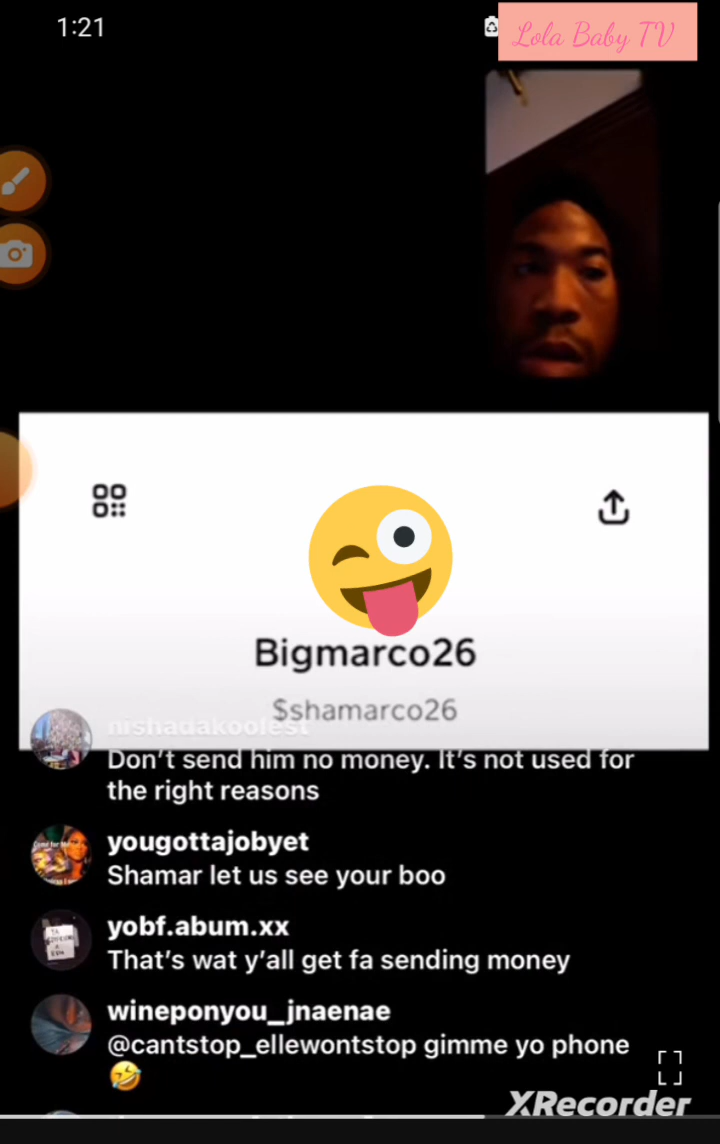 1:21
Lola Baby TV
Bigmarco26
$shamarco26
nishadakoolest
Don't send him no money. It's not used for
the right reasons
yougottajobyet
Shamar let us see your boo
yobf.abum.xx
That's wat y'all get fa sending money
wineponyou_jnaenae
@cantstop_ellewontstop gimme yo phone
🤣
XRecorder